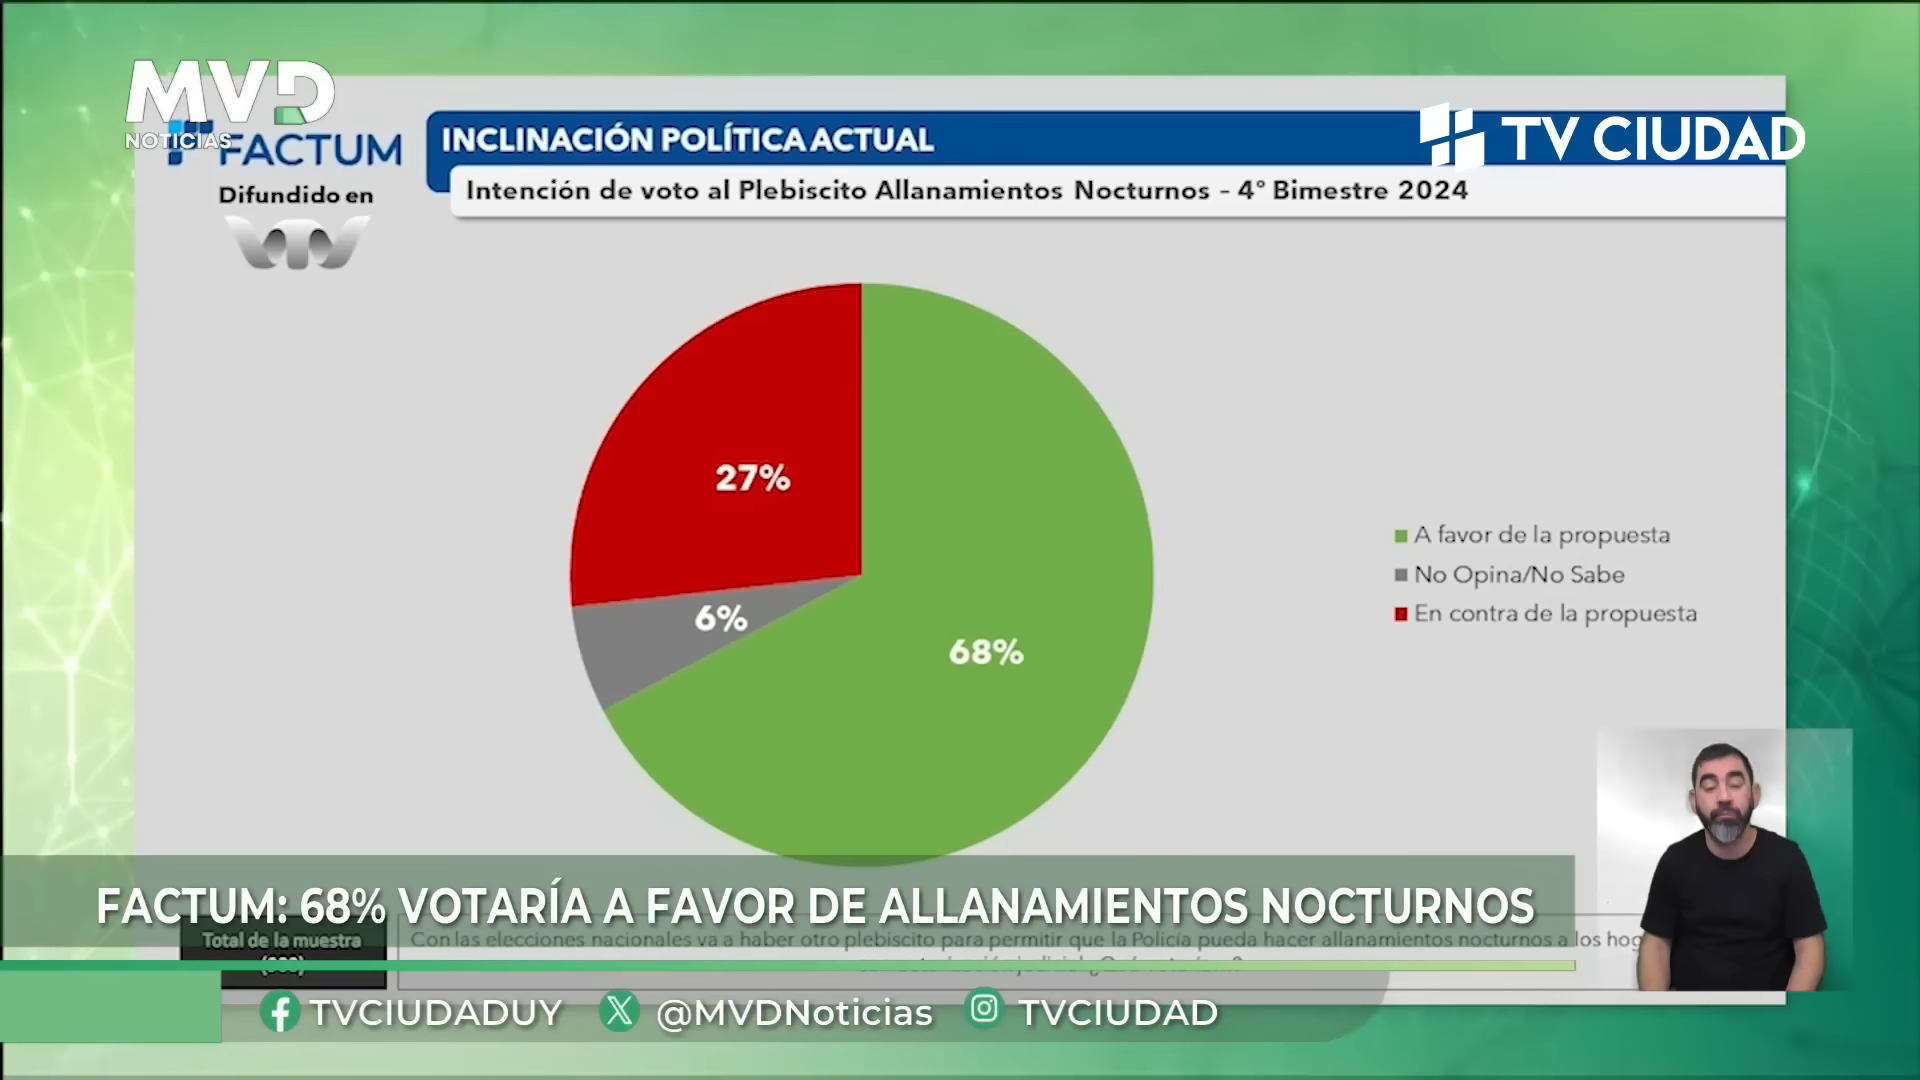 MVD
NOTICIAS
FACTUM
Difundido en
VTV
INCLINACIÓN POLÍTICA ACTUAL
TV CIUDAD
Intención de voto al Plebiscito Allanamientos Nocturnos - 4° Bimestre 2024
27%
6%
68%
A favor de la propuesta
No Opina/No Sabe
En contra de la propuesta
FACTUM: 68% VOTARÍA A FAVOR DE ALLANAMIENTOS NOCTURNOS
Total de la muestra
Con las elecciones nacionales va a haber otro plebiscito para permitir que la Policía pueda hacer allanamientos nocturnos a los hog
TVCIUDADUY
@MVDNoticias
TVCIUDAD